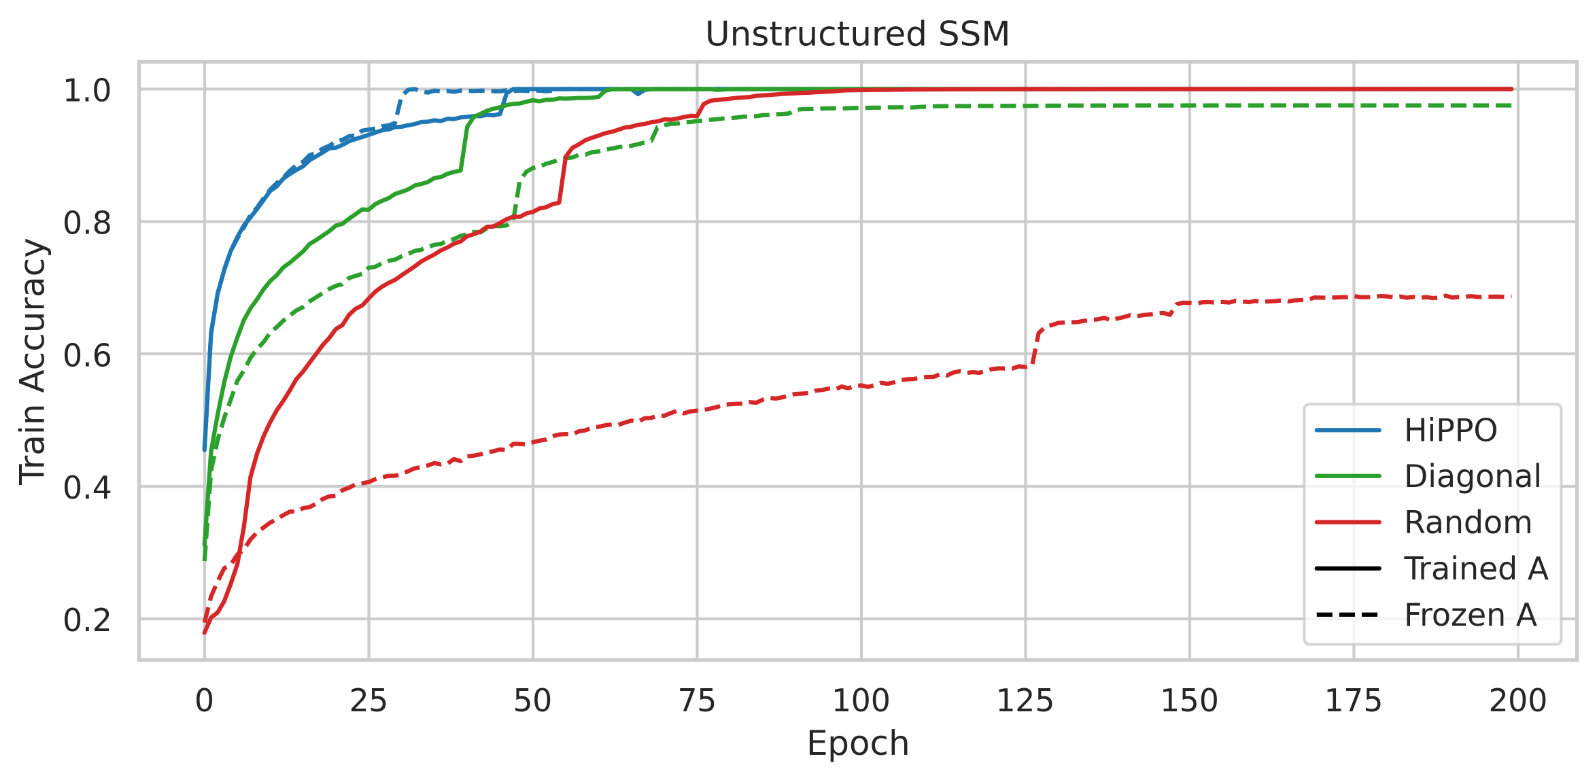 Unstructured SSM
Train Accuracy
1.0
0.8
0.6
0.4
0.2
0 25 50 75 100 125 150 175 200
Epoch
HiPPO
Diagonal
Random
Trained A
Frozen A